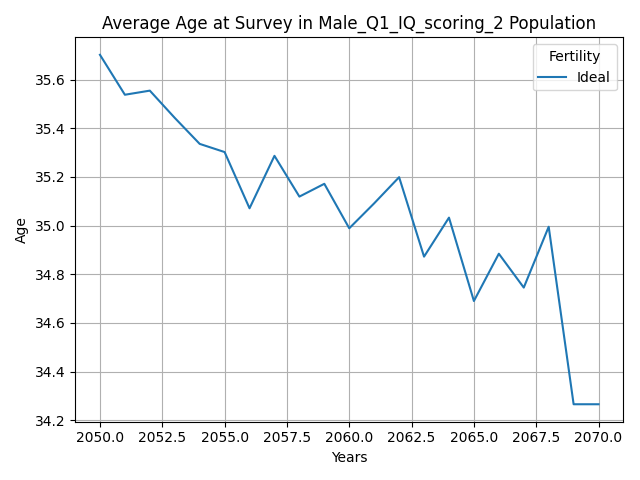 Average Age at Survey in Male_Q1_IQ_scoring_2 Population
Fertility
Ideal
35.6
35.4
35.2
35.0
34.8
34.6
34.4
34.2
Age
2050.0 2052.5 2055.0 2057.5 2060.0 2062.5 2065.0 2067.5 2070.0
Years